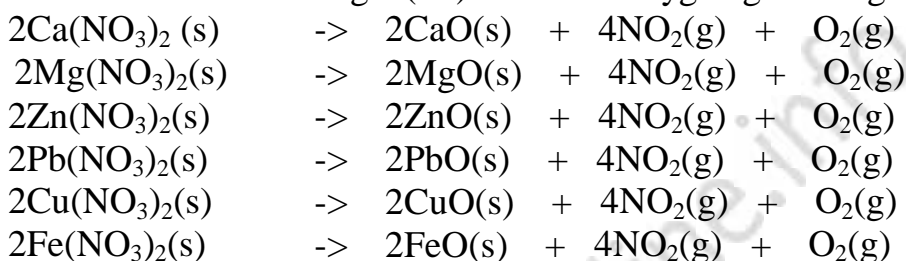 2Ca(NO₃)₂ (s) -> 2CaO(s) + 4NO₂(g) + O₂(g)
2Mg(NO₃)₂(s) -> 2MgO(s) + 4NO₂(g) + O₂(g)
2Zn(NO₃)₂(s) -> 2ZnO(s) + 4NO₂(g) + O₂(g)
2Pb(NO₃)₂(s) -> 2PbO(s) + 4NO₂(g) + O₂(g)
2Cu(NO₃)₂(s) -> 2CuO(s) + 4NO₂(g) + O₂(g)
2Fe(NO₃)₂(s) -> 2FeO(s) + 4NO₂(g) + O₂(g)